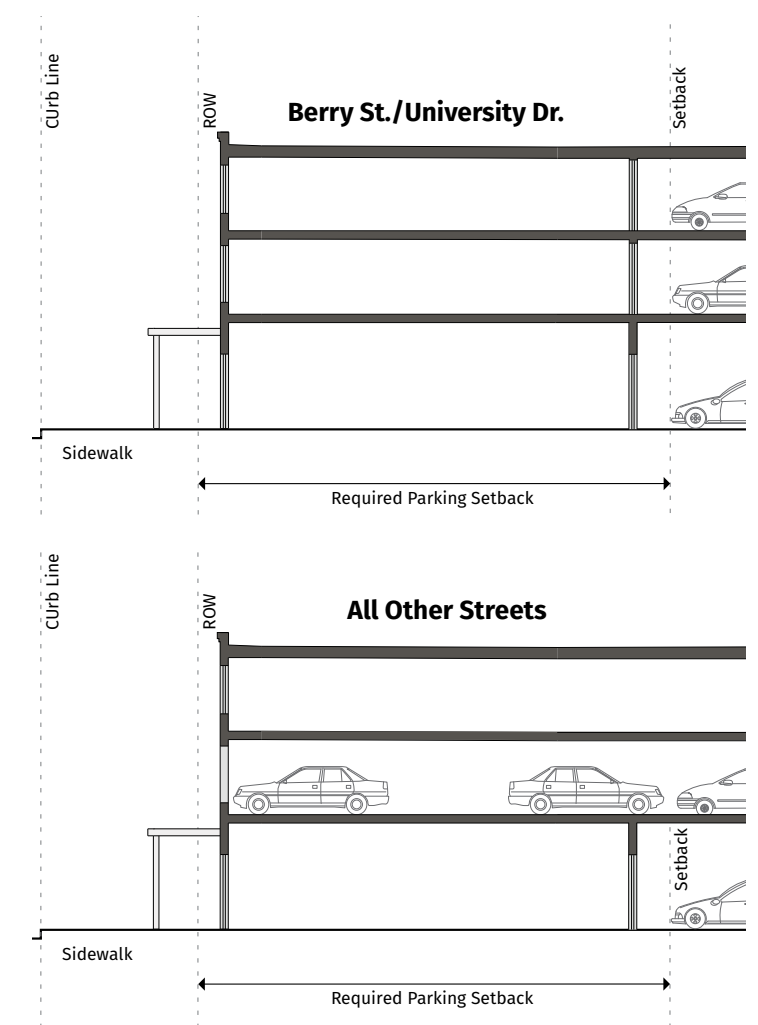 CUrb Line
ROW
Berry St./University Dr.
Setback
Sidewalk
Required Parking Setback
CUrb Line
ROW
All Other Streets
Setback
Sidewalk
Required Parking Setback